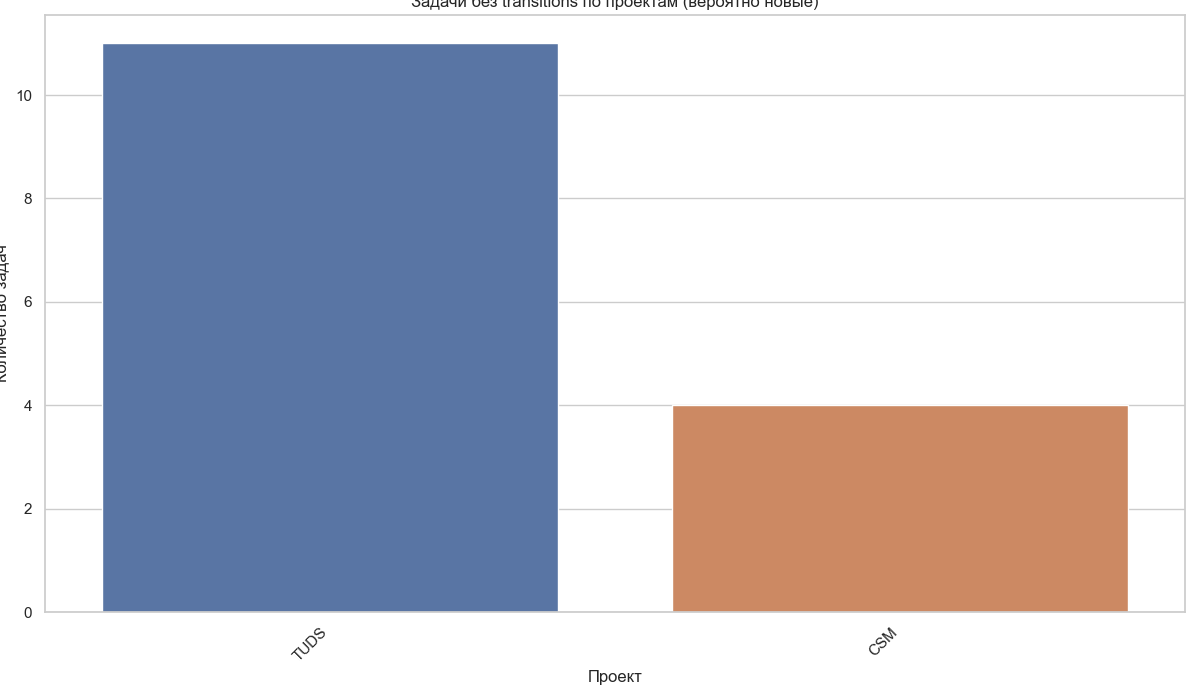 Задачи без transitions по проектам (вероятно новые)
Количество задач
10
8
6
4
2
0
TUDS
CSM
Проект